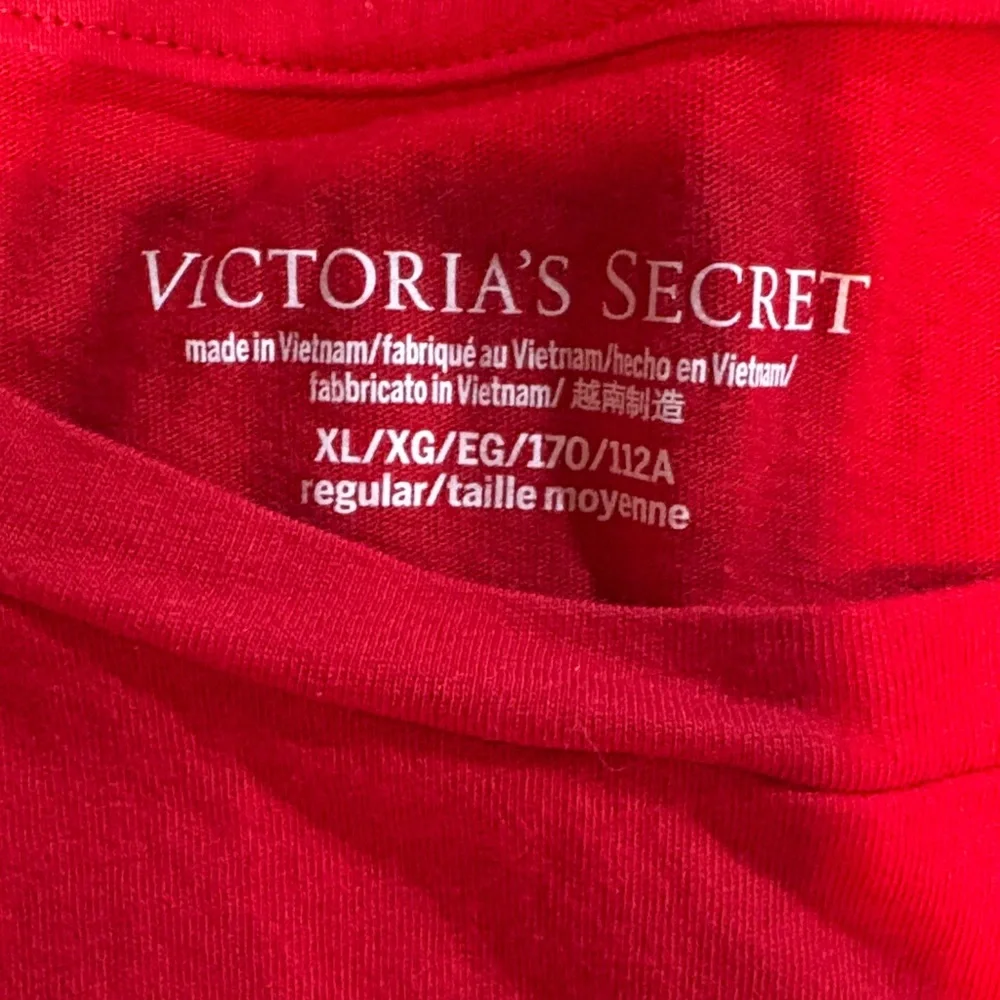 VICTORIA'S SECRET
made in Vietnam/fabriqué au Vietnam/hecho en Vietnam/
fabbricato in Vietnam/ 越南制造
XL/XG/EG/170/112A
regular/taille moyenne